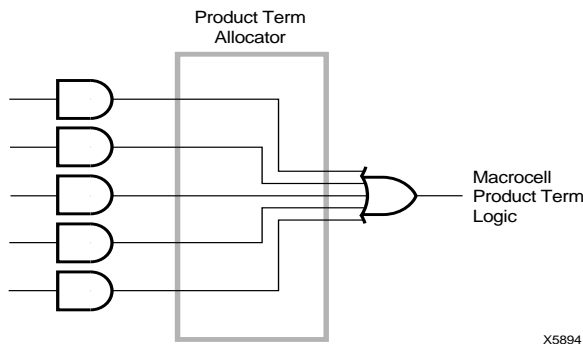 Product Term
Allocator
Macrocell
Product Term
Logic
X5894